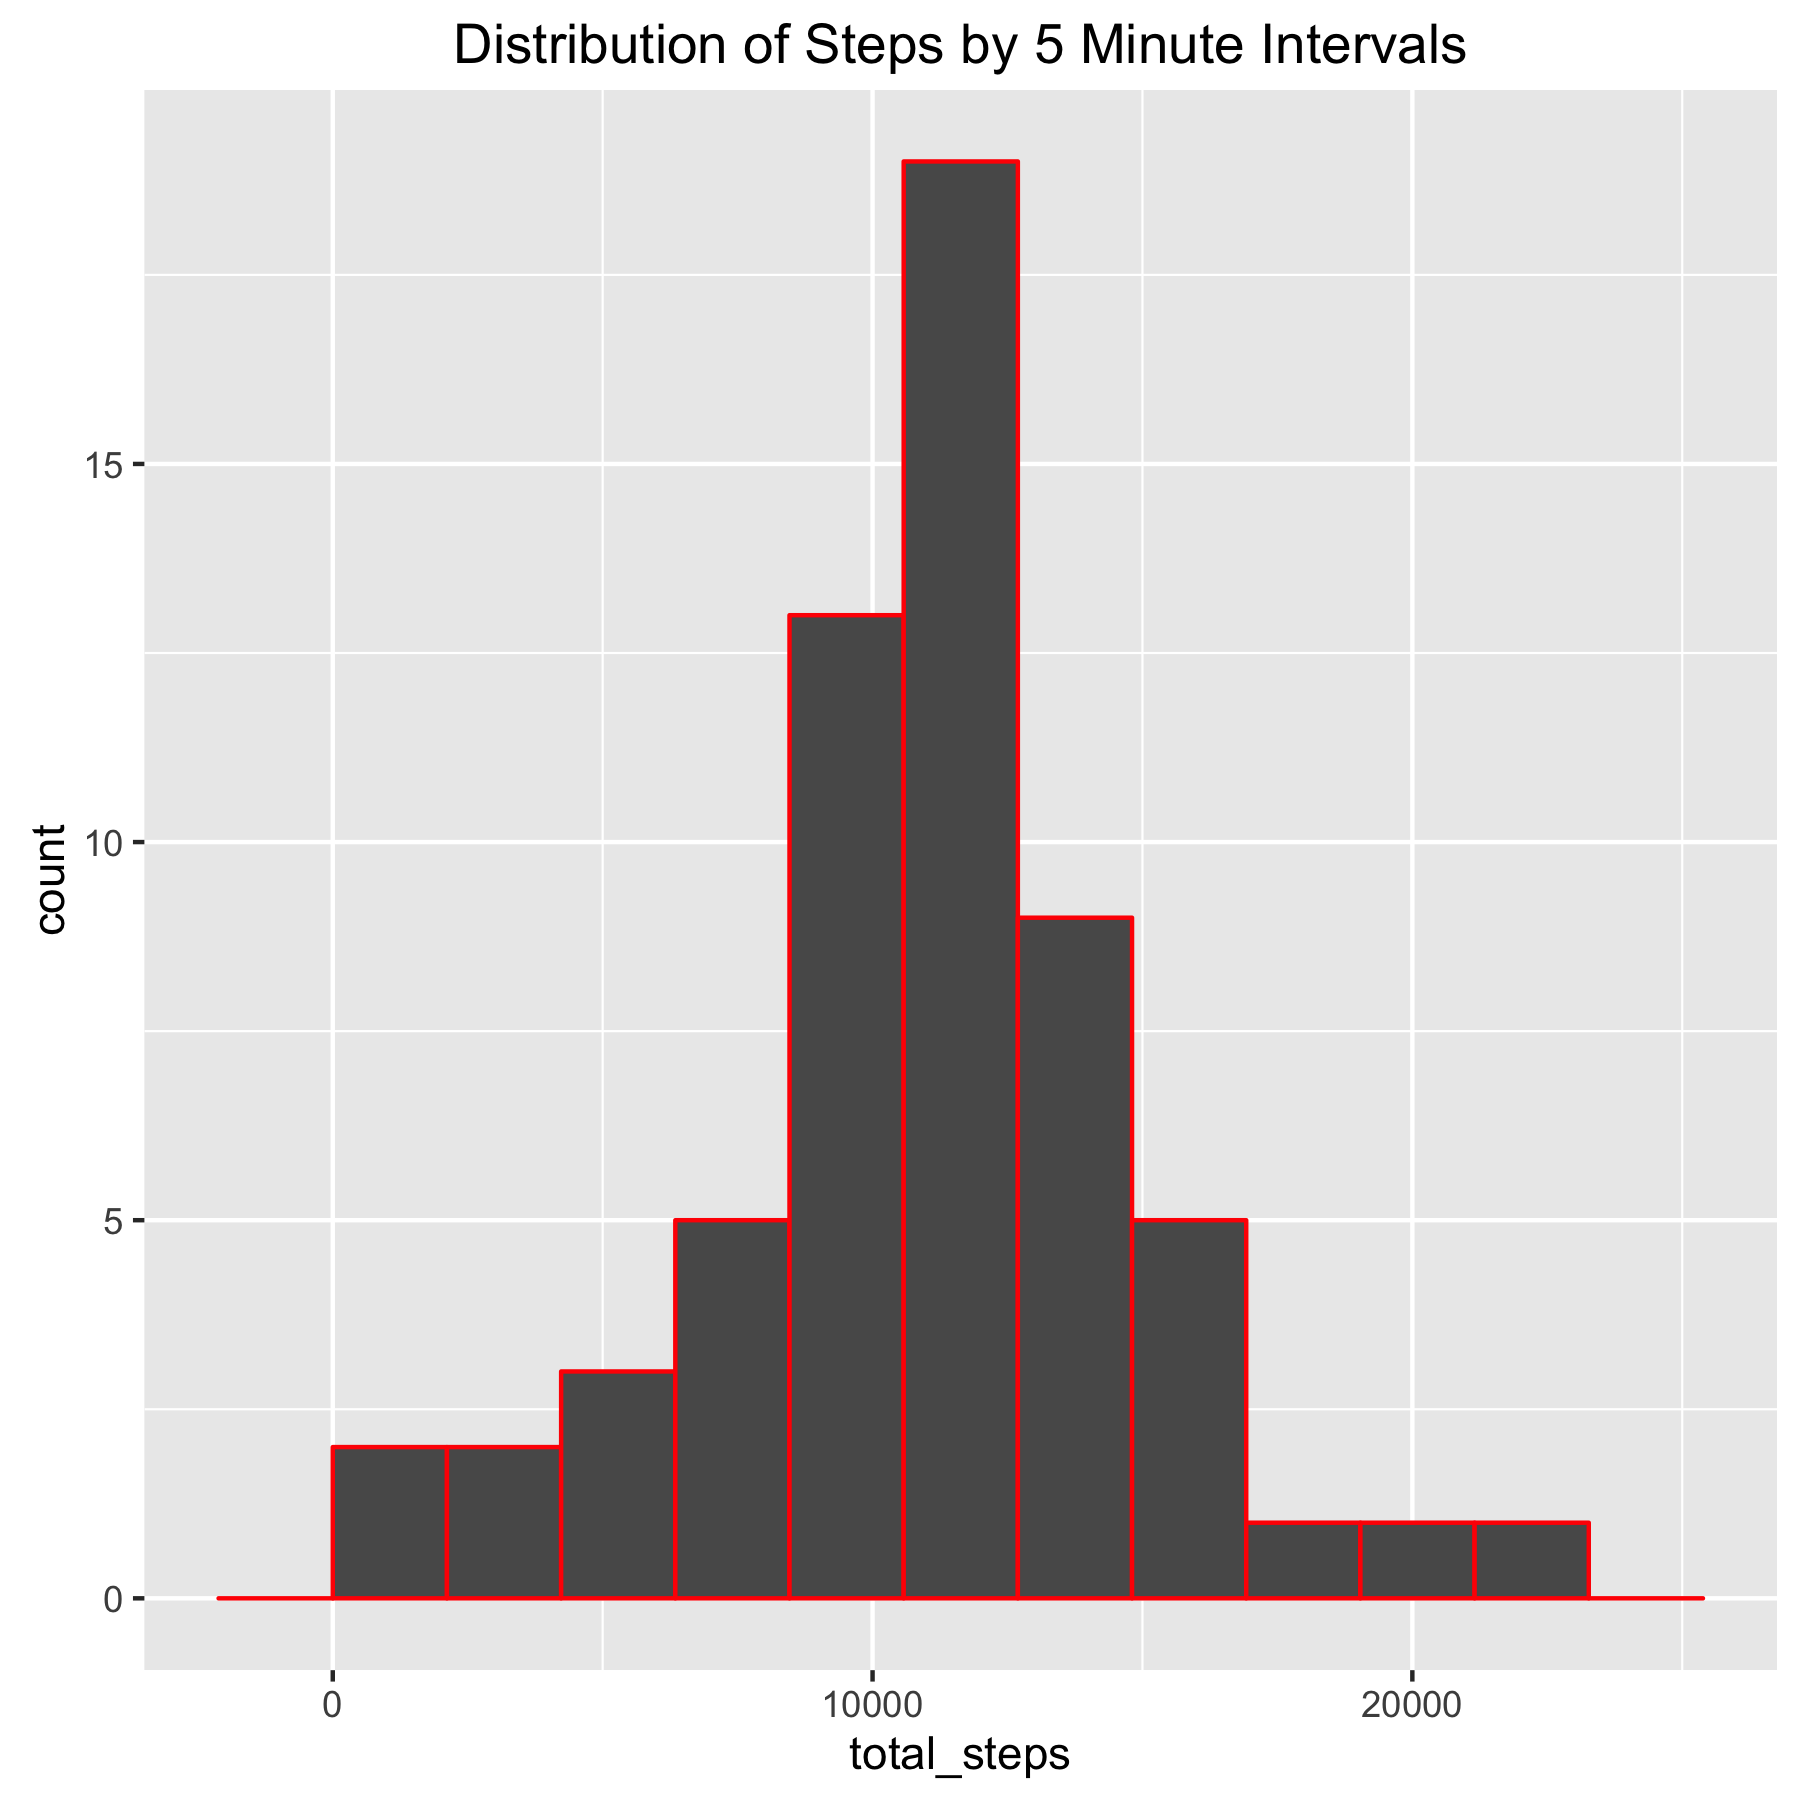 Distribution of Steps by 5 Minute Intervals
15
10
5
0
count
0 10000 20000
total_steps